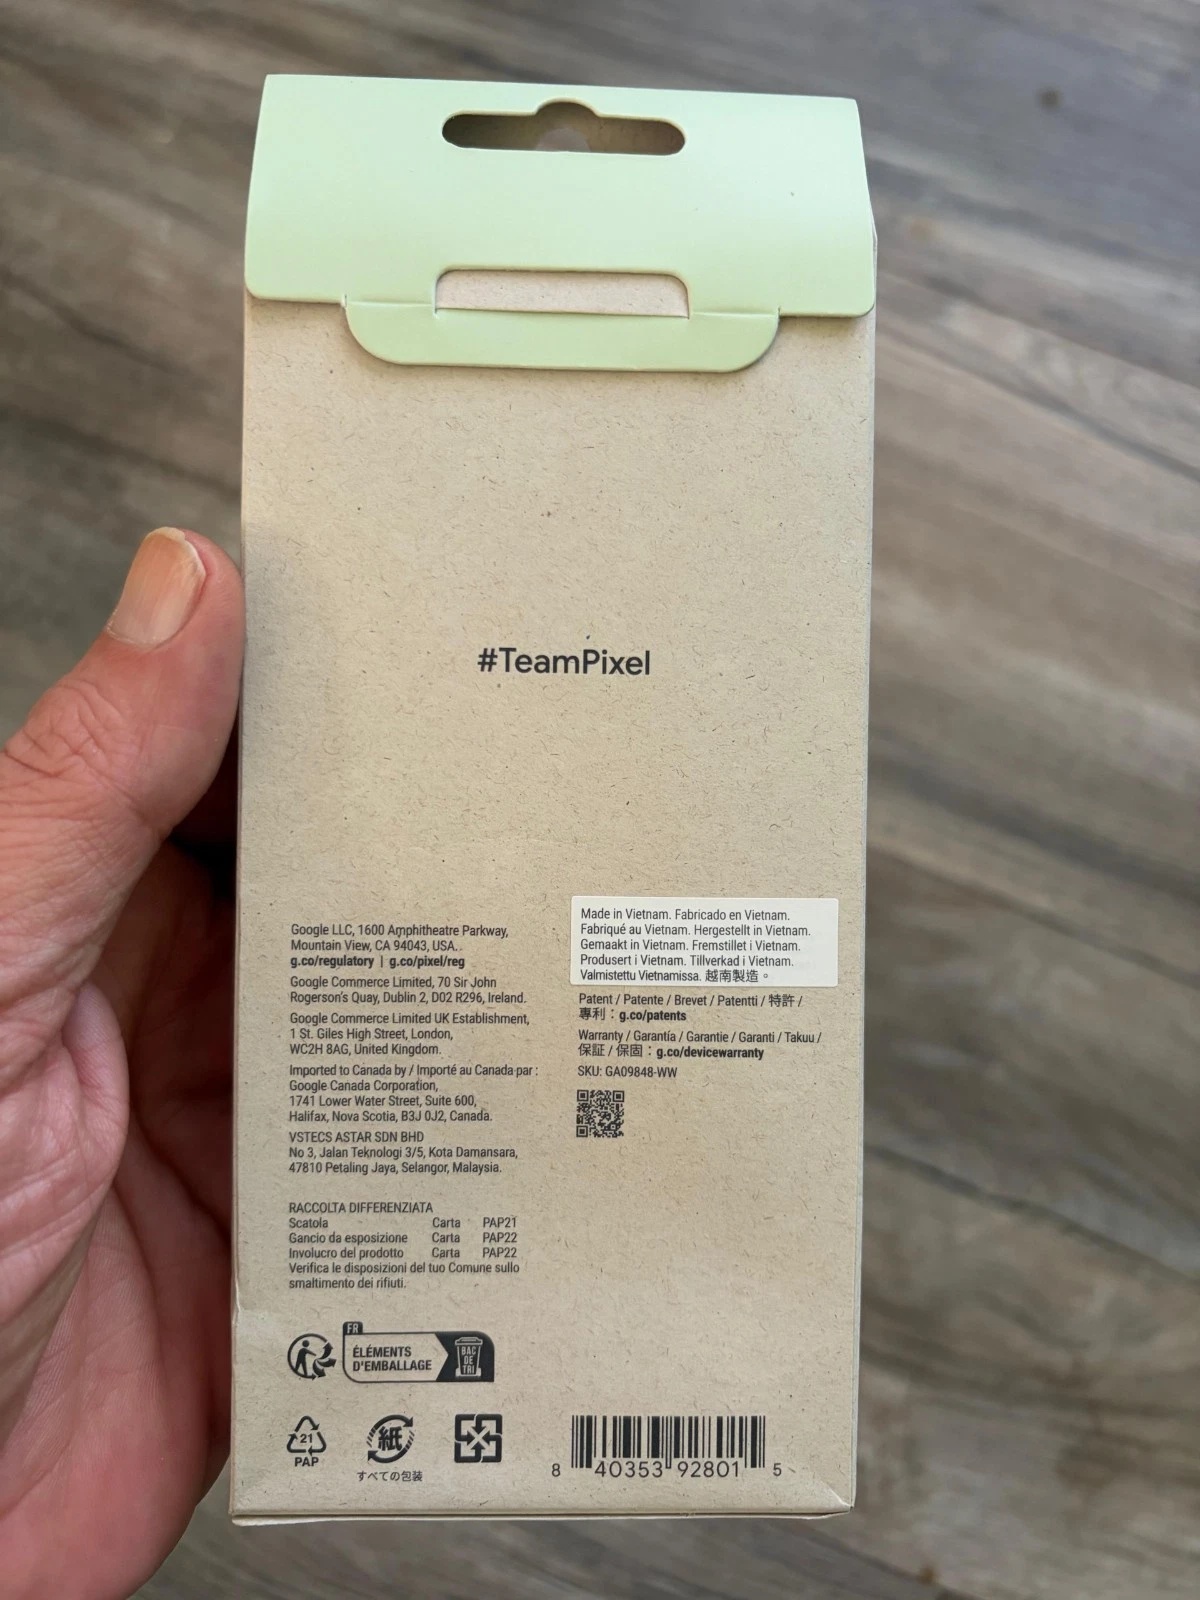 #TeamPixel
Google LLC, 1600 Amphitheatre Parkway,
Mountain View, CA 94043, USA.
g.co/regulatory | g.co/pixel/reg
Google Commerce Limited, 70 Sir John
Rogerson's Quay, Dublin 2, D02 R296, Ireland.
Google Commerce Limited UK Establishment,
1 St. Giles High Street, London,
WC2H 8AG, United Kingdom.
Imported to Canada by / Importé au Canada par :
Google Canada Corporation,
1741 Lower Water Street, Suite 600,
Halifax, Nova Scotia, B3J 0J2, Canada.
VSTECS ASTAR SDN BHD
No 3, Jalan Teknologi 3/5, Kota Damansara,
47810 Petaling Jaya, Selangor, Malaysia.
RACCOLTA DIFFERENZIATA
Scatola Carta PAP21
Gancio da esposizione Carta PAP22
Involucro del prodotto Carta PAP22
Verifica le disposizioni del tuo Comune sullo
smaltimento dei rifiuti.
FR
ÉLÉMENTS
D'EMBALLAGE
BAC
DE
TRI
21
PAP
紙
すべての包装
Made in Vietnam. Fabricado en Vietnam.
Fabriqué au Vietnam. Hergestellt in Vietnam.
Gemaakt in Vietnam. Fremstillet i Vietnam.
Produsert i Vietnam. Tillverkad i Vietnam.
Valmistettu Vietnamissa. 越南製造。
Patent / Patente / Brevet / Patentti / 特許 /
專利：g.co/patents
Warranty / Garantía / Garantie / Garanti / Takuu /
保証 / 保固：g.co/devicewarranty
SKU: GA09848-WW
8 40353 92801 5